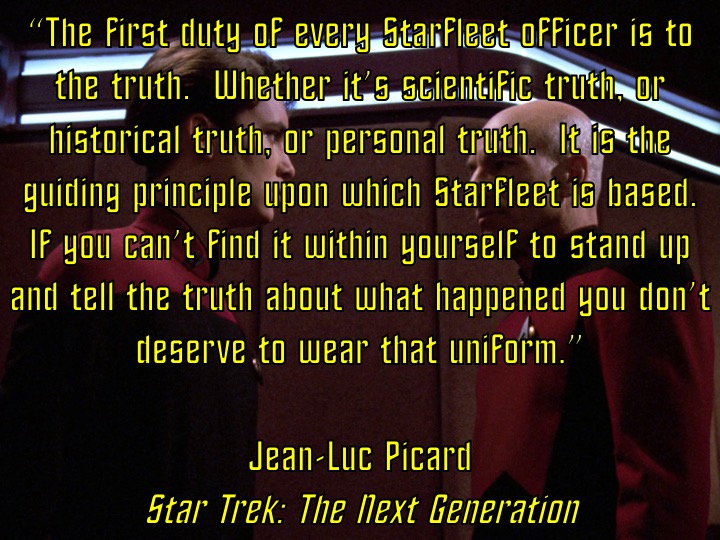 “The first duty of every Starfleet officer is to
the truth.  Whether it’s scientific truth, or
historical truth, or personal truth.  It is the
guiding principle upon which Starfleet is based.
If you can’t find it within yourself to stand up
and tell the truth about what happened you don’t
deserve to wear that uniform.”
Jean-Luc Picard
Star Trek: The Next Generation